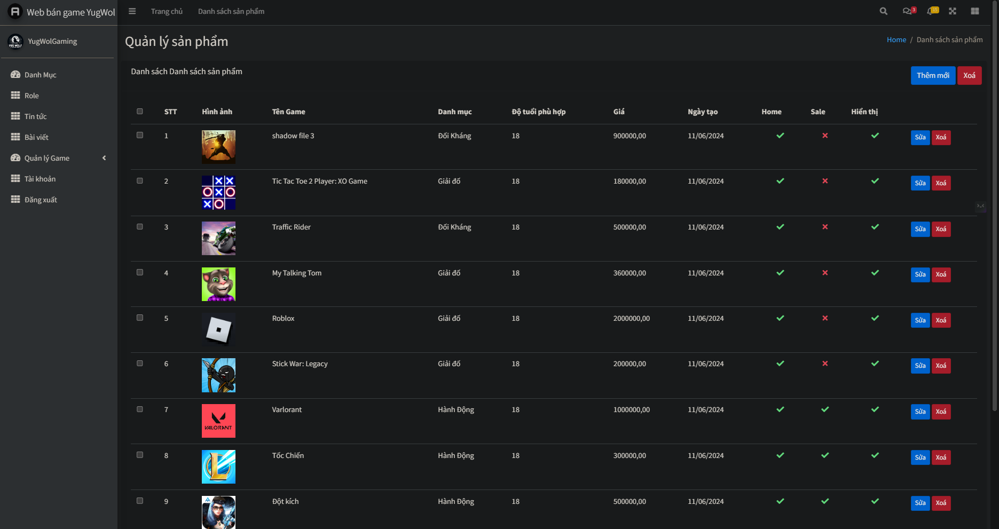 Web bán game YugWol
Trang chủ Danh sách sản phẩm
3 15
YugWolGaming
Quản lý sản phẩm
Home / Danh sách sản phẩm
Danh Mục
Role
Tin tức
Bài viết
Quản lý Game
Tài khoản
Đăng xuất
Danh sách Danh sách sản phẩm
Thêm mới Xoá
STT Hình ảnh Tên Game Danh mục Độ tuổi phù hợp Giá Ngày tạo Home Sale Hiển thị
1 shadow file 3 Đối Kháng 18 900000,00 11/06/2024 Sửa Xoá
2 Tic Tac Toe 2 Player: XO Game Giải đố 18 180000,00 11/06/2024 Sửa Xoá
3 Traffic Rider Đối Kháng 18 500000,00 11/06/2024 Sửa Xoá
4 My Talking Tom Giải đố 18 360000,00 11/06/2024 Sửa Xoá
5 Roblox Giải đố 18 2000000,00 11/06/2024 Sửa Xoá
6 Stick War: Legacy Giải đố 18 200000,00 11/06/2024 Sửa Xoá
7 VALORANT Varlorant Hành Động 18 1000000,00 11/06/2024 Sửa Xoá
8 Tốc Chiến Hành Động 18 300000,00 11/06/2024 Sửa Xoá
9 Đột kích Hành Động 18 500000,00 11/06/2024 Sửa Xoá